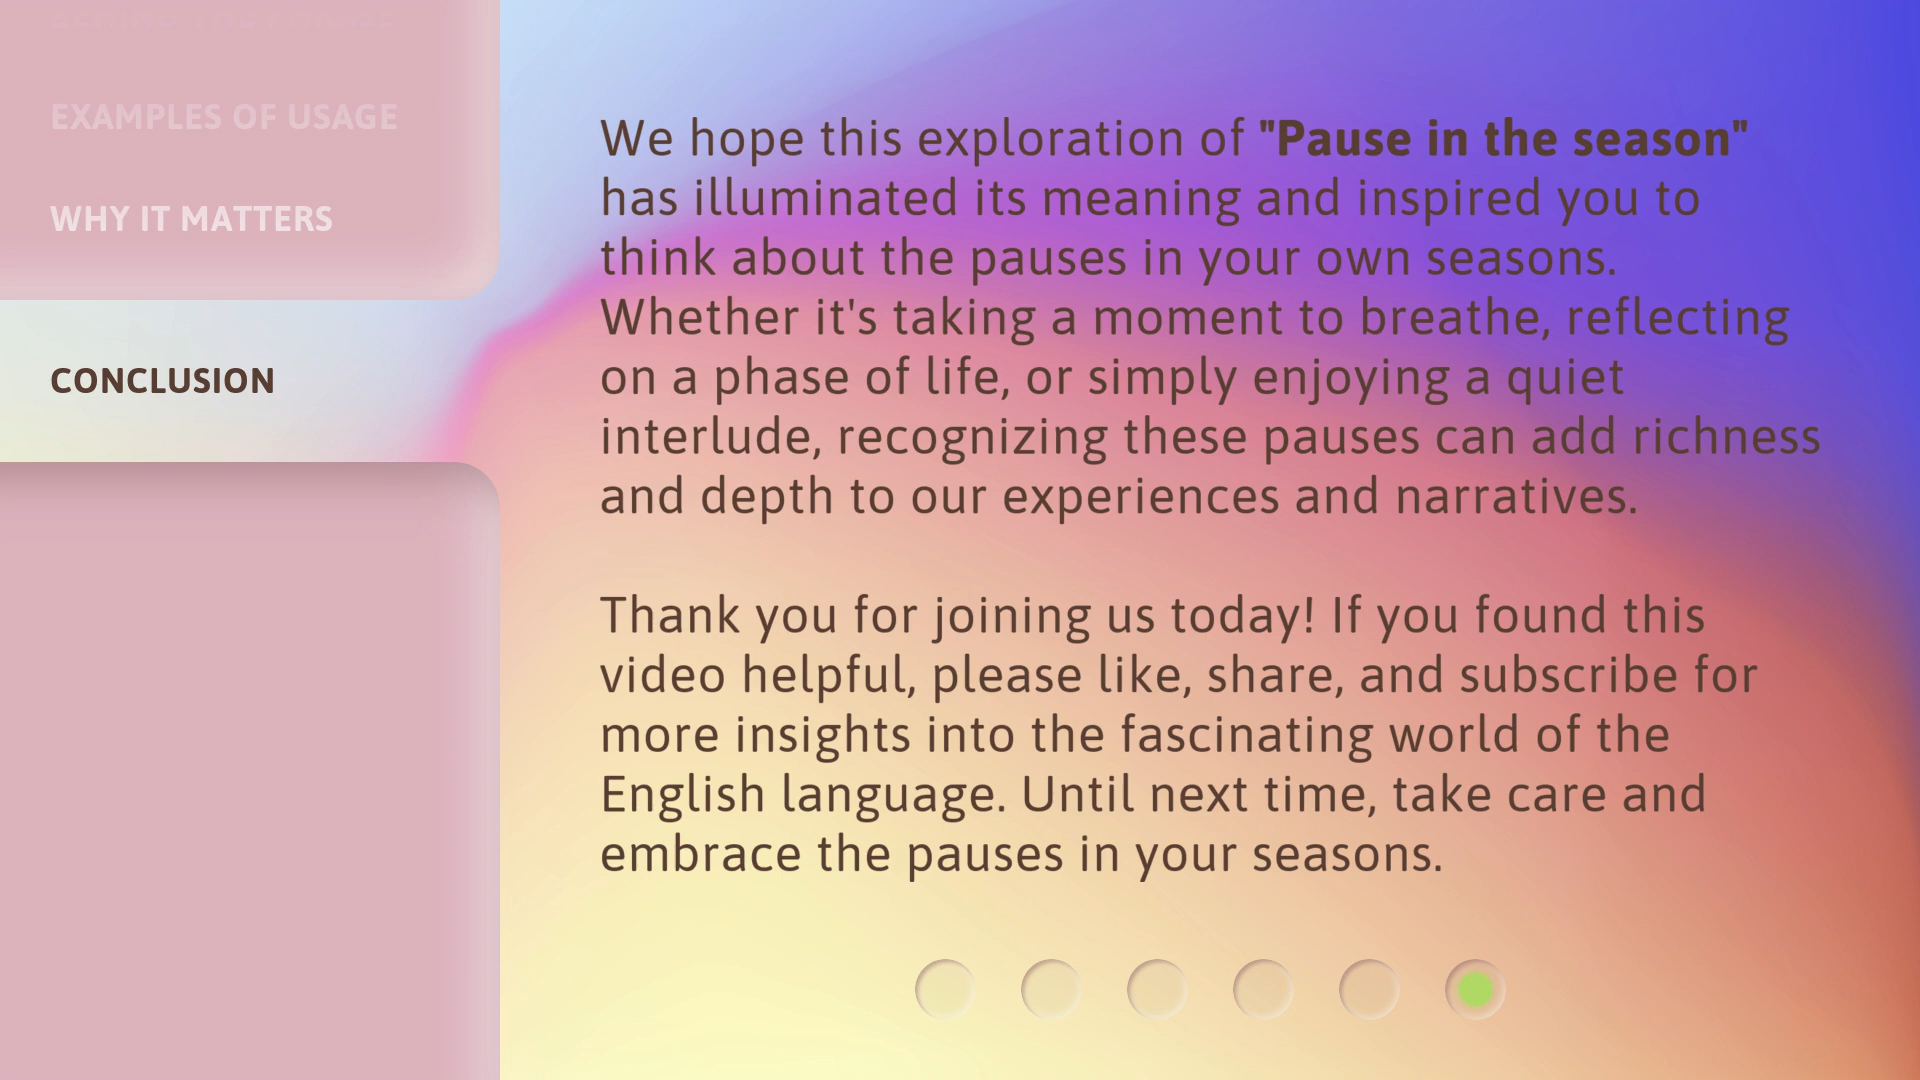 EXAMPLES OF USAGE
WHY IT MATTERS
CONCLUSION
We hope this exploration of "Pause in the season"
has illuminated its meaning and inspired you to
think about the pauses in your own seasons.
Whether it's taking a moment to breathe, reflecting
on a phase of life, or simply enjoying a quiet
interlude, recognizing these pauses can add richness
and depth to our experiences and narratives.
Thank you for joining us today! If you found this
video helpful, please like, share, and subscribe for
more insights into the fascinating world of the
English language. Until next time, take care and
embrace the pauses in your seasons.